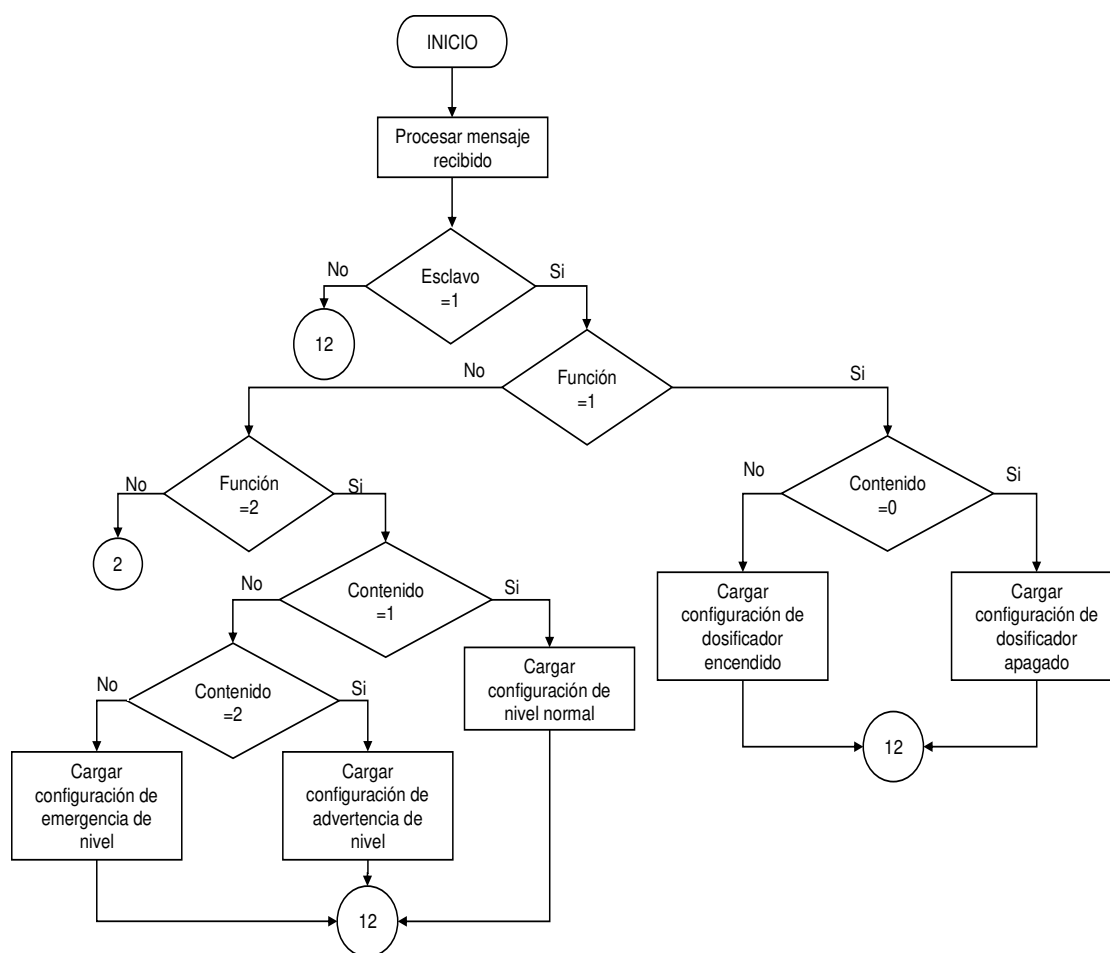 INICIO
Procesar mensaje
recibido
No
Esclavo
=1
Si
12
No
Función
=1
Si
No
Función
=2
Si
No
Contenido
=0
Si
2
No
Contenido
=1
Si
Cargar
configuración de
dosificador
encendido
Cargar
configuración de
dosificador
apagado
No
Contenido
=2
Si
Cargar
configuración de
nivel normal
12
Cargar
configuración de
emergencia de
nivel
Cargar
configuración de
advertencia de
nivel
12